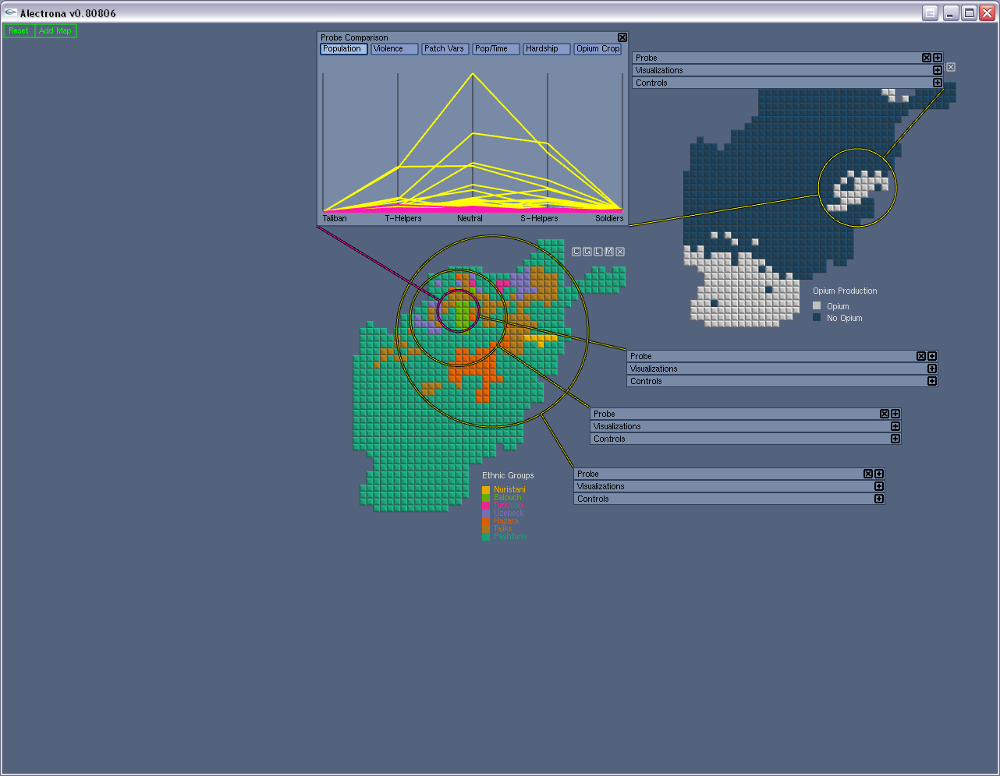 Alectrona v0.80806
Reset Add Map
Probe Comparison
Population Violence Patch Vars Pop/Time Hardship Opium Crop
Taliban T-Helpers Neutral S-Helpers Soldiers
Probe
Visualizations
Controls
C G L M
Opium Production
Opium
No Opium
Probe
Visualizations
Controls
Probe
Visualizations
Controls
Probe
Visualizations
Controls
Ethnic Groups
Nuristani
Balouch
Turkmen
Uzebeck
Hazara
Tajiks
Pashtuns